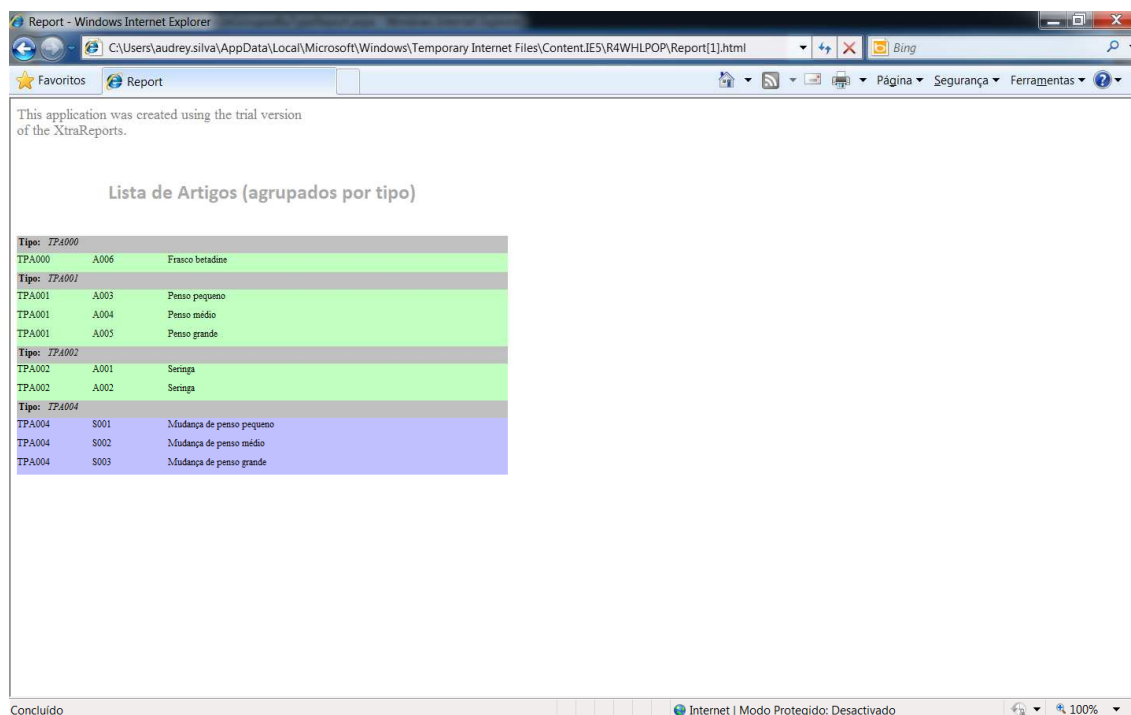 Report - Windows Internet Explorer
C:\Users\audrey.silva\AppData\Local\Microsoft\Windows\Temporary Internet Files\Content.IE5\R4WHLPOP\Report[1].html Bing
Favoritos Report Página Segurança Ferramentas
This application was created using the trial version
of the XtraReports.
Lista de Artigos (agrupados por tipo)
Tipo: TPA000
TPA000 A006 Frasco betadine
Tipo: TPA001
TPA001 A003 Penso pequeno
TPA001 A004 Penso médio
TPA001 A005 Penso grande
Tipo: TPA002
TPA002 A001 Seringa
TPA002 A002 Seringa
Tipo: TPA004
TPA004 S001 Mudança de penso pequeno
TPA004 S002 Mudança de penso médio
TPA004 S003 Mudança de penso grande
Concluído Internet | Modo Protegido: Desactivado 100%